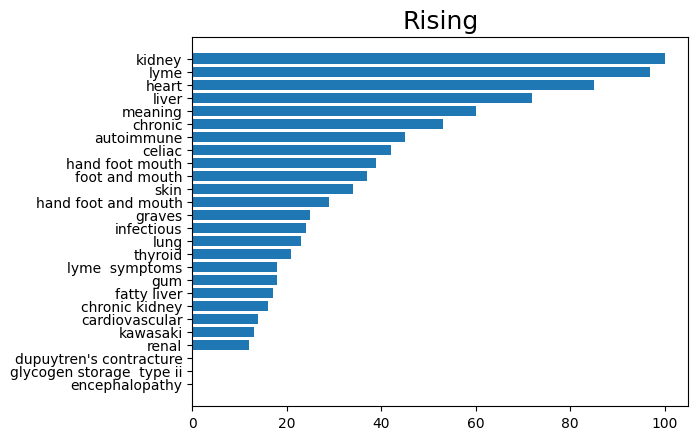 Rising
kidney
lyme
heart
liver
meaning
chronic
autoimmune
celiac
hand foot mouth
foot and mouth
skin
hand foot and mouth
graves
infectious
lung
thyroid
lyme  symptoms
gum
fatty liver
chronic kidney
cardiovascular
kawasaki
renal
dupuytren's contracture
glycogen storage  type ii
encephalopathy
0 20 40 60 80 100